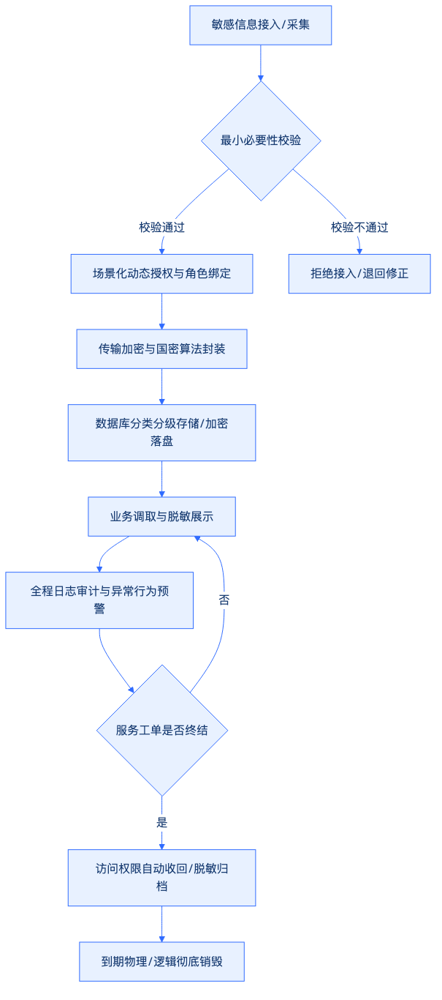 敏感信息接入/采集
最小必要性校验
校验通过
校验不通过
场景化动态授权与角色绑定
拒绝接入/退回修正
传输加密与国密算法封装
数据库分类分级存储/加密
落盘
业务调取与脱敏展示
全程日志审计与异常行为预
警
否
服务工单是否终结
是
访问权限自动收回/脱敏归
档
到期物理/逻辑彻底销毁